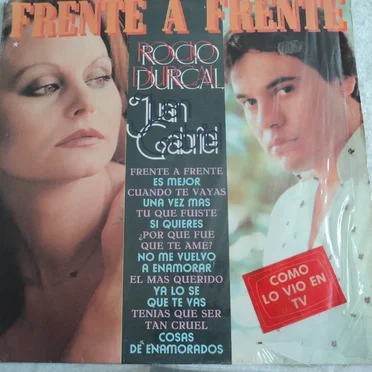 FRENTE A FRENTE
ROCIO
DURCAL
Juan
Gabriel
FRENTE A FRENTE
ES MEJOR
CUANDO TE VAYAS
UNA VEZ MAS
TU QUE FUISTE
SI QUIERES
¿POR QUE FUE
QUE TE AME?
NO ME VUELVO
A ENAMORAR
EL MAS QUERIDO
YA LO SE
QUE TE VAS
TENIAS QUE SER
TAN CRUEL
COSAS
DE ENAMORADOS
COMO
LO VIO EN
TV